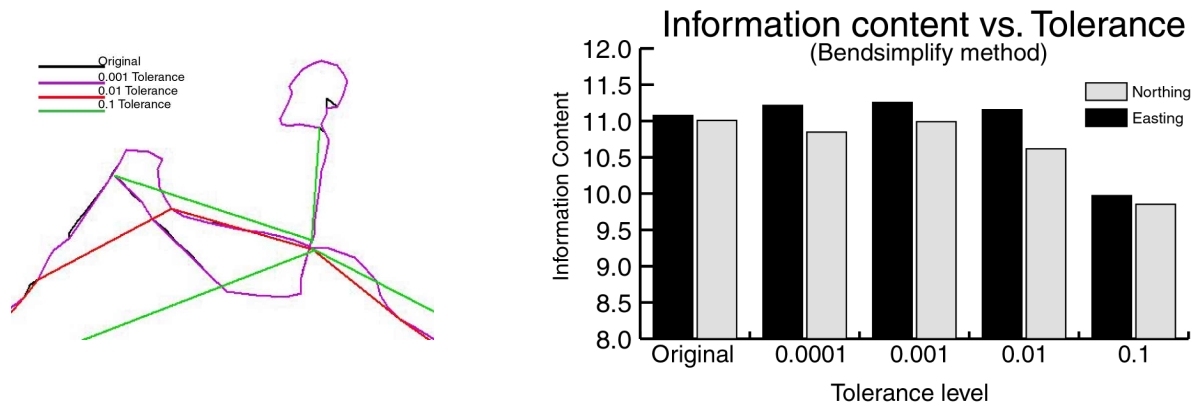 Original
0.001 Tolerance
0.01 Tolerance
0.1 Tolerance
Information content vs. Tolerance
(Bendsimplify method)
Information Content
12.0
11.0
10.5
10.0
9.5
9.0
8.5
8.0
Northing
Easting
Original
0.0001
0.001
0.01
0.1
Tolerance level